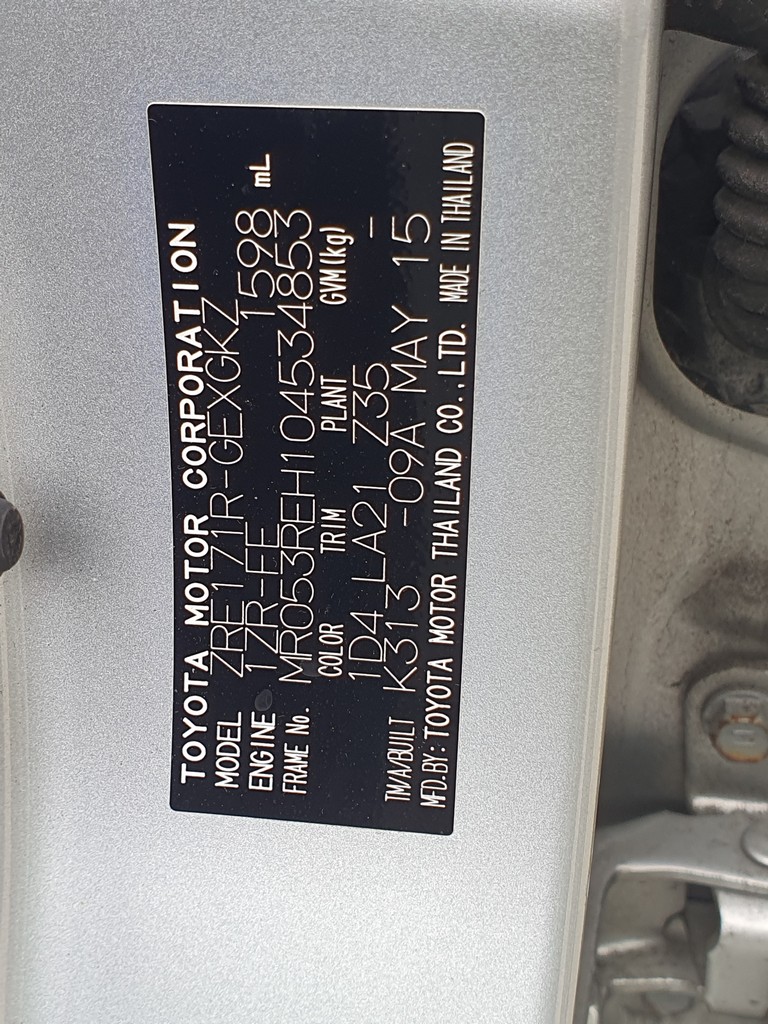 TOYOTA MOTOR CORPORATION
MODEL ZRE171R-GEXGKZ
ENGINE 1ZR-FE 1598 mL
FRAME No. MR053REH104534853
COLOR TRIM PLANT GVM(kg)
1D4 LA21 Z35 —
TM/A/BUILT K313 -09A MAY 15
MFD.BY:TOYOTA MOTOR THAILAND CO.,LTD. MADE IN THAILAND